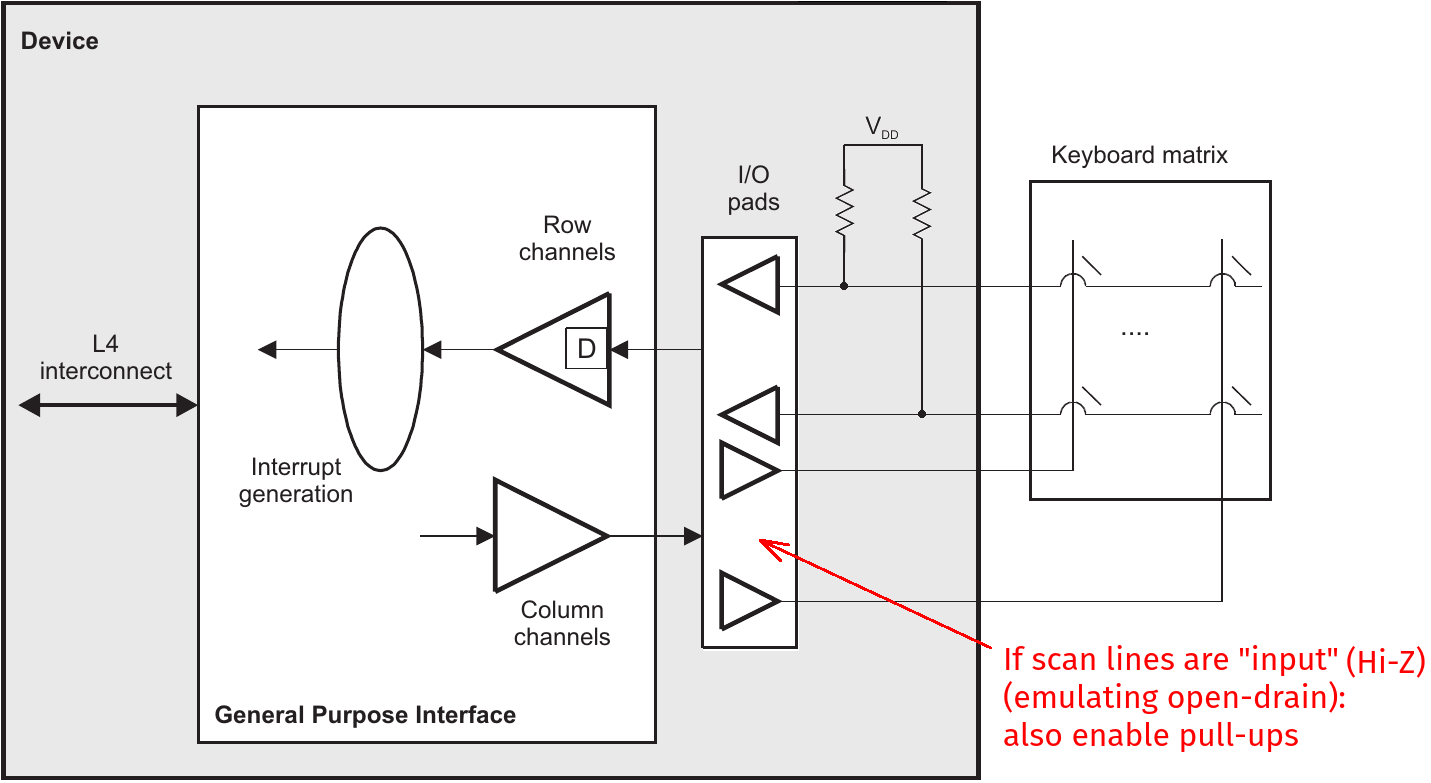 Device
V DD
Keyboard matrix
I/O
pads
Row
channels
D
....
L4
interconnect
Interrupt
generation
Column
channels
If scan lines are "input" (Hi-Z)
(emulating open-drain):
also enable pull-ups
General Purpose Interface